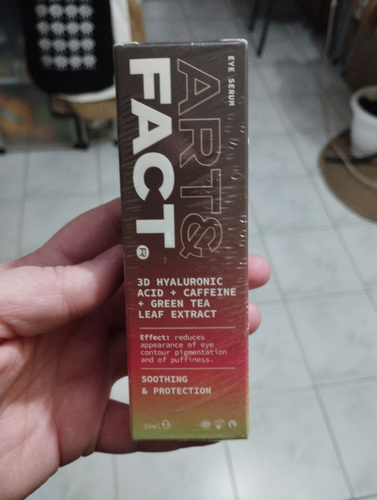 EYE SERUM
ART&
FACT®
3D HYALURONIC
ACID + CAFFEINE
+ GREEN TEA
LEAF EXTRACT
Effect: reduces
appearance of eye
contour pigmentation
and of puffiness.
SOOTHING
& PROTECTION
30ml ℮